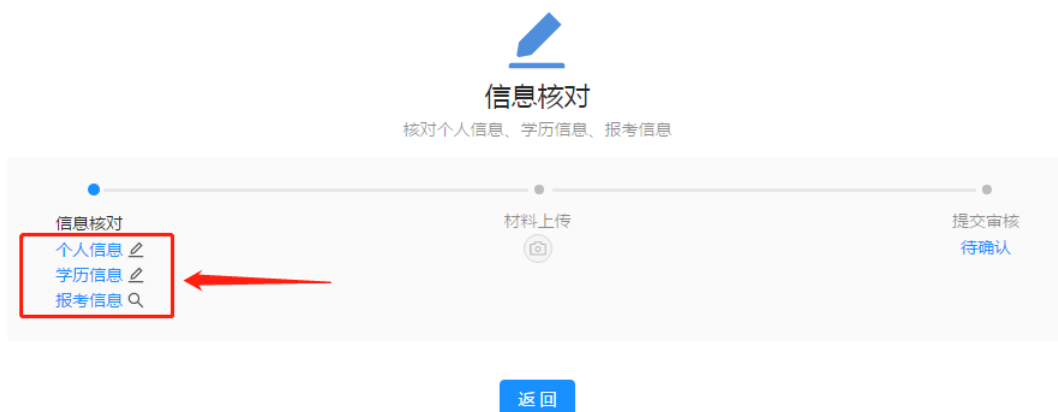 信息核对
核对个人信息、学历信息、报考信息
信息核对
个人信息
学历信息
报考信息
材料上传
提交审核
待确认
返回